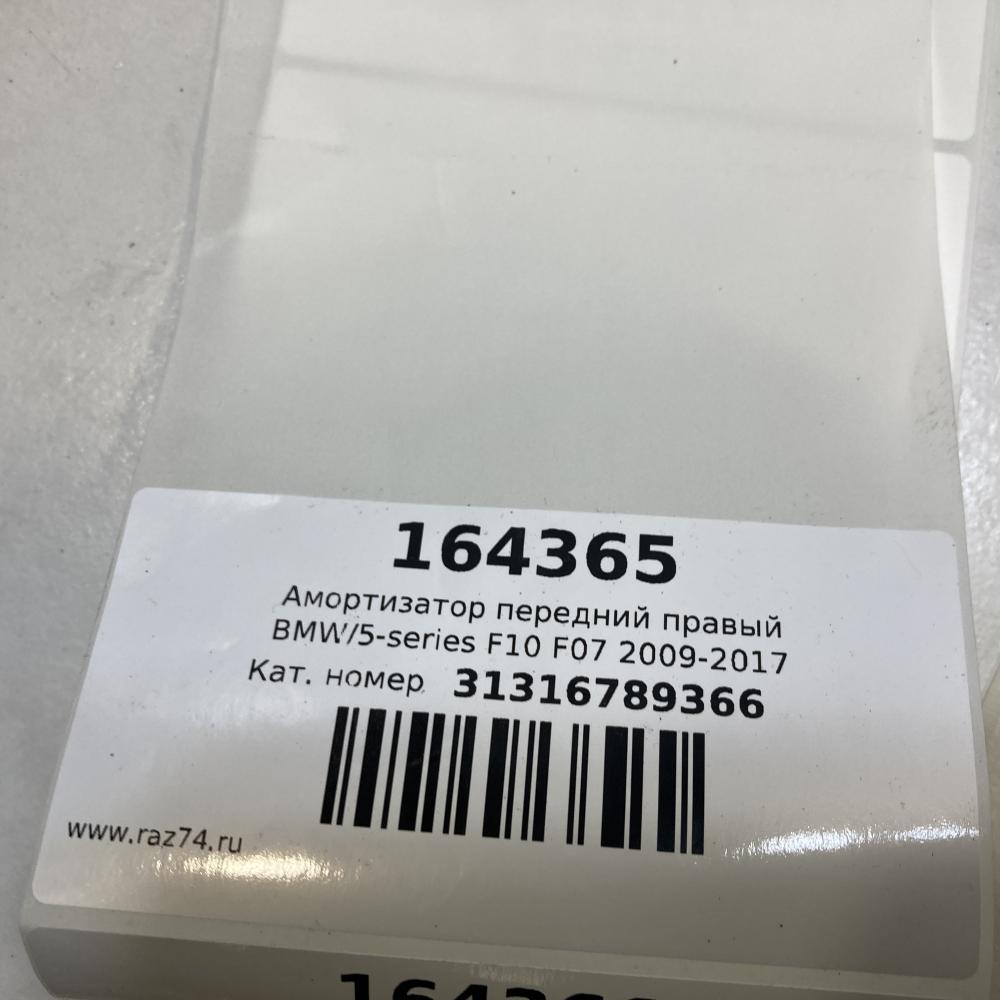 164365
Амортизатор передний правый
BMW/5-series F10 F07 2009-2017
Кат. номер 31316789366
www.raz74.ru